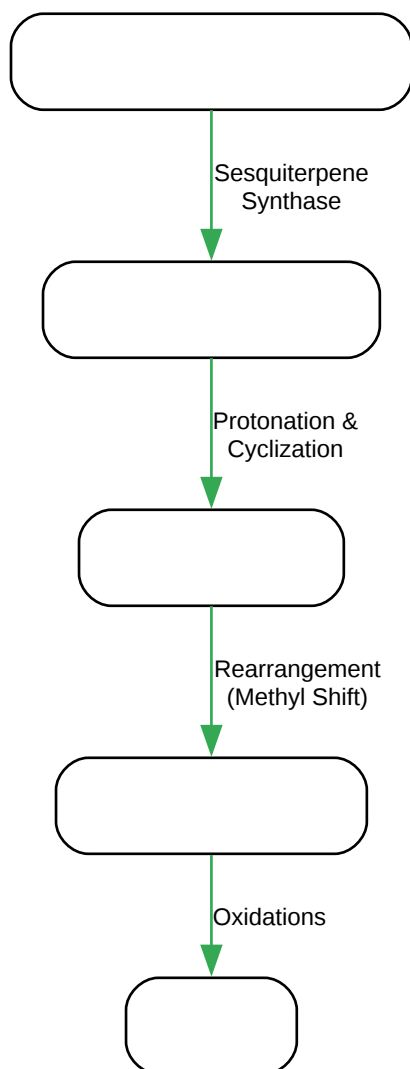 Sesquiterpene
Synthase
Protonation &
Cyclization
Rearrangement
(Methyl Shift)
Oxidations